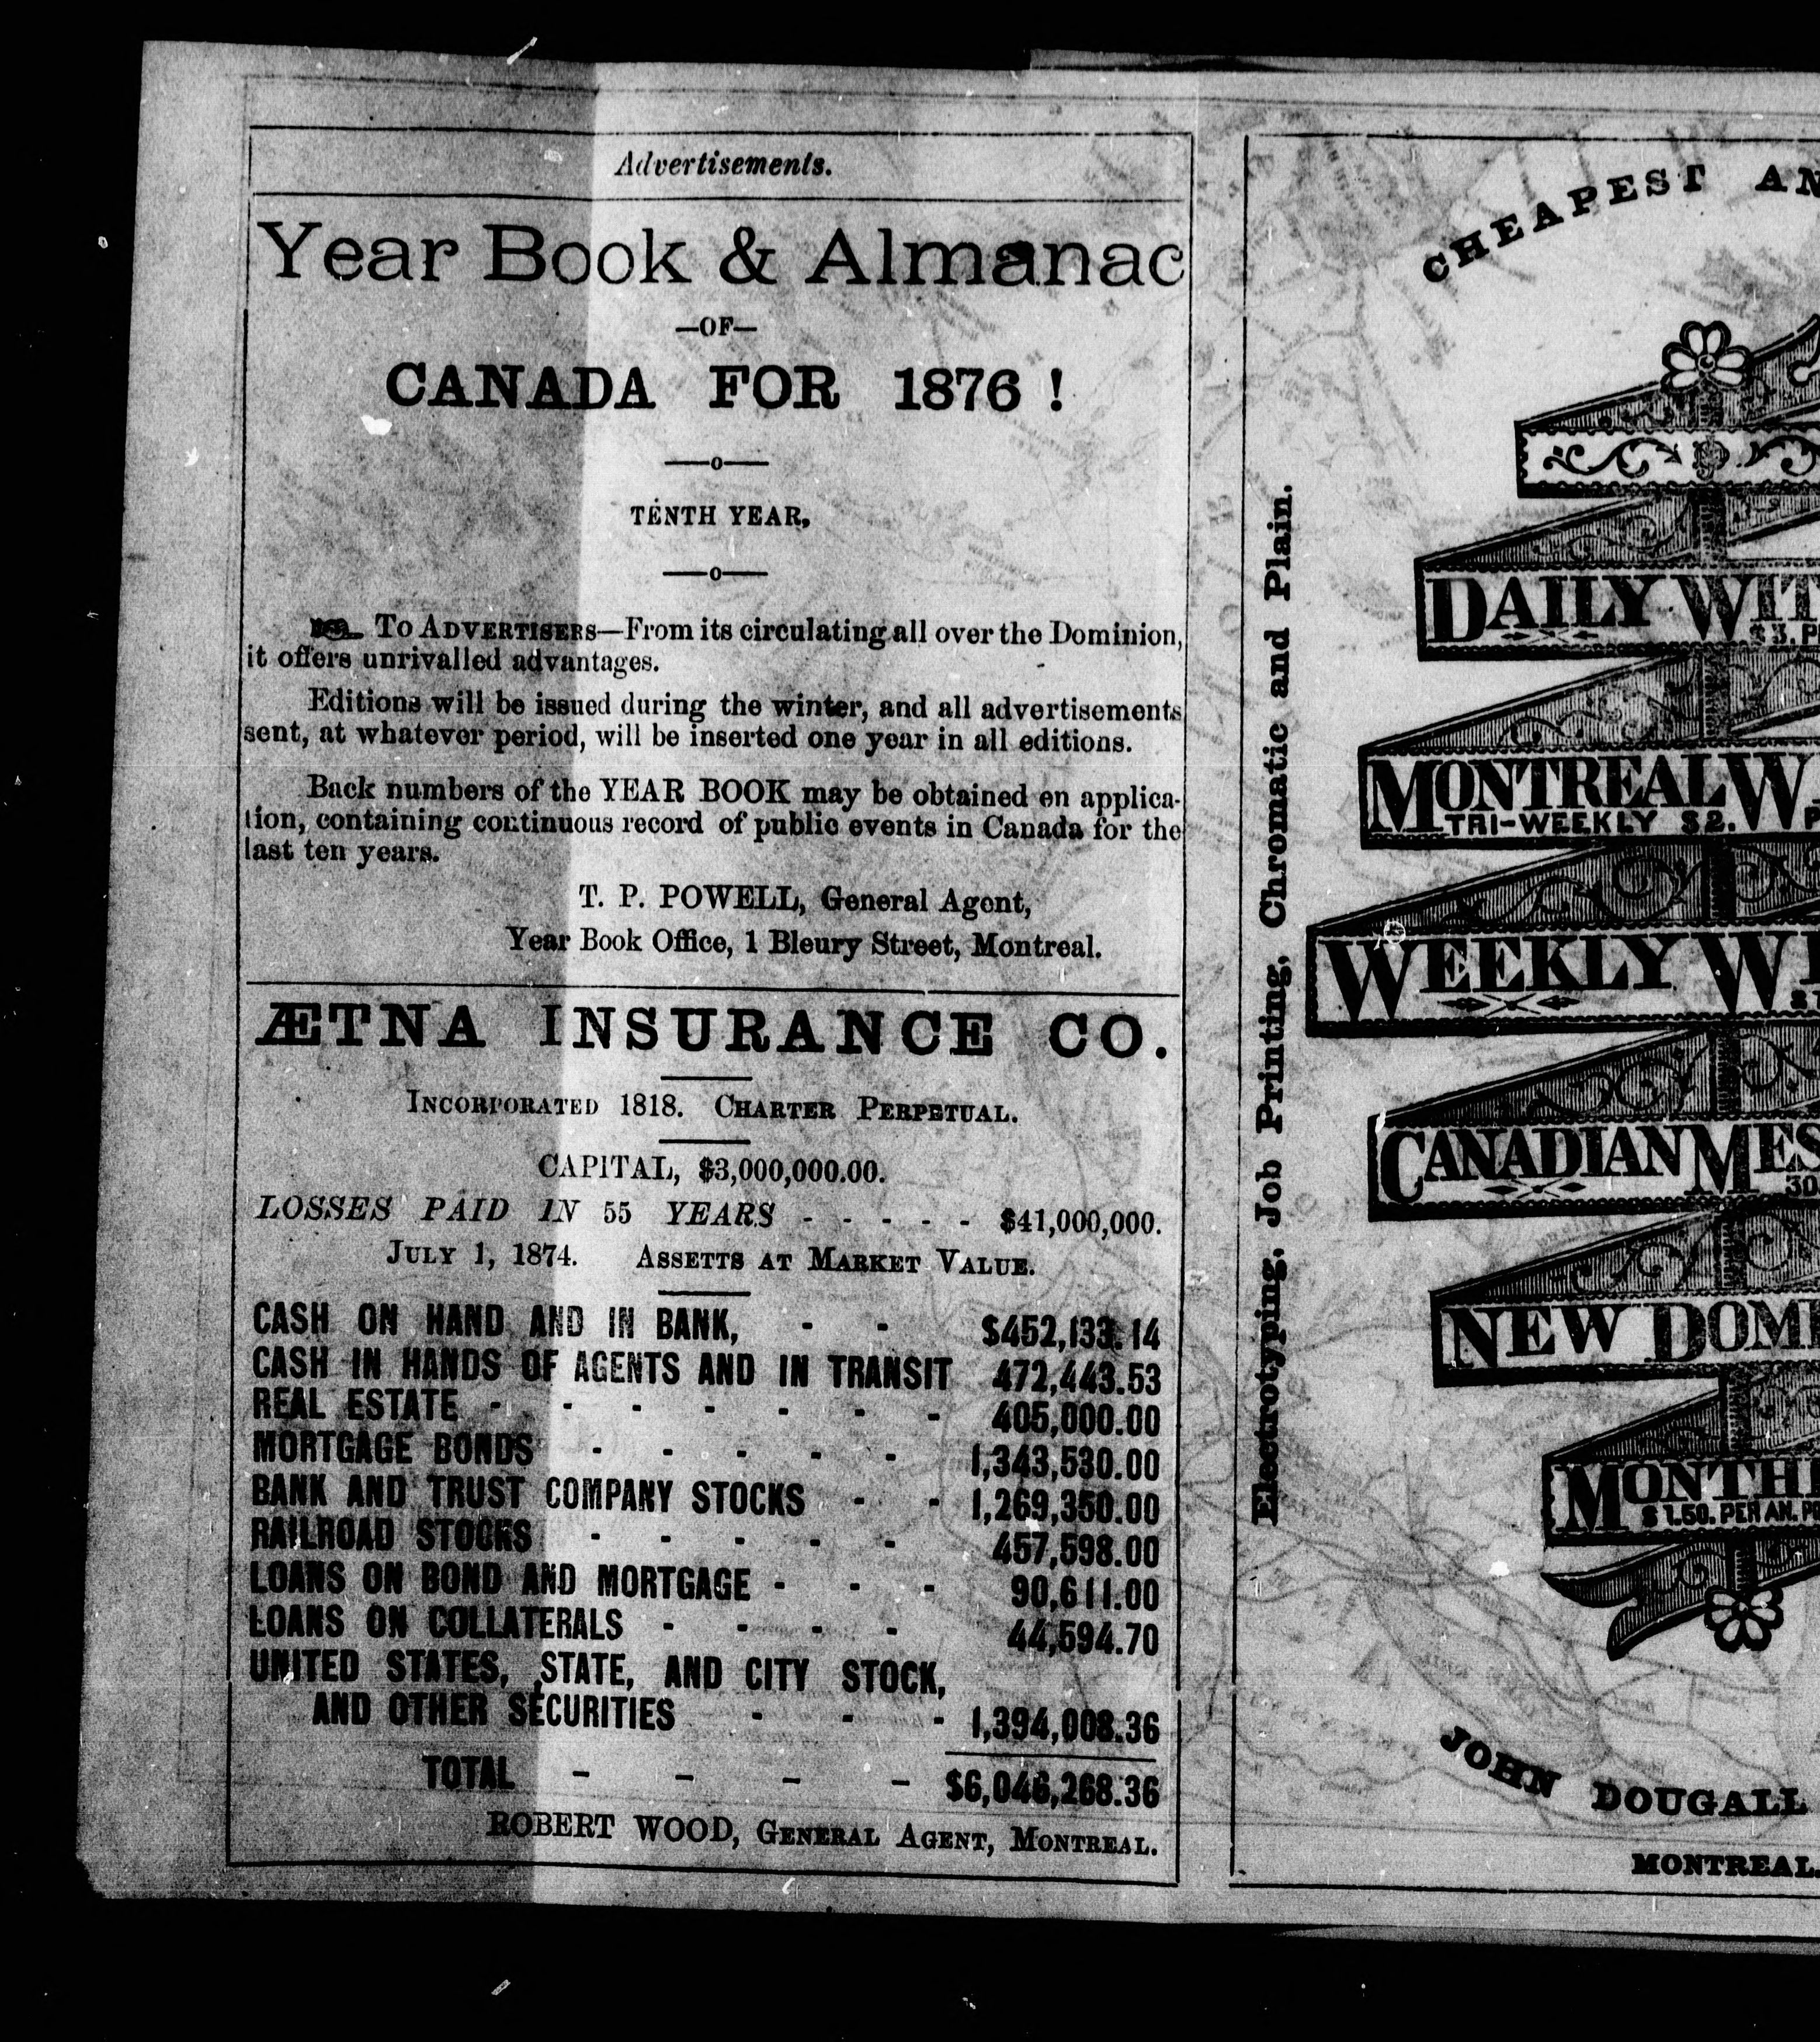 Advertisements.
Year Book & Almanac
—OF—
CANADA FOR 1876 !
——o——
TENTH YEAR,
——o——
To ADVERTISERS—From its circulating all over the Dominion,
it offers unrivalled advantages.
Editions will be issued during the winter, and all advertisements
sent, at whatever period, will be inserted one year in all editions.
Back numbers of the YEAR BOOK may be obtained on applica-
tion, containing continuous record of public events in Canada for the
last ten years.
T. P. POWELL, General Agent,
Year Book Office, 1 Bleury Street, Montreal.
ÆTNA INSURANCE CO.
INCORPORATED 1818. CHARTER PERPETUAL.
CAPITAL, $3,000,000.00.
LOSSES PAID IN 55 YEARS - - - - - $41,000,000.
JULY 1, 1874. ASSETTS AT MARKET VALUE.
CASH ON HAND AND IN BANK, - - $452,133.14
CASH IN HANDS OF AGENTS AND IN TRANSIT 472,443.53
REAL ESTATE - - - - - - - 405,000.00
MORTGAGE BONDS - - - - - 1,343,530.00
BANK AND TRUST COMPANY STOCKS - - 1,269,350.00
RAILROAD STOCKS - - - - - 457,598.00
LOANS ON BOND AND MORTGAGE - - - 90,611.00
LOANS ON COLLATERALS - - - - 44,594.70
UNITED STATES, STATE, AND CITY STOCK,
AND OTHER SECURITIES - - - 1,394,008.36
TOTAL - - - - $6,046,268.36
ROBERT WOOD, GENERAL AGENT, MONTREAL.
Electrotyping, Job Printing, Chromatic and Plain.
CHEAPEST AN
DAILY WIT
$3. P
MONTREAL W
TRI-WEEKLY $2. P
WEEKLY WI
CANADIAN MES
30
NEW DOM
MONTH
$1.50. PER AN. P
JOHN DOUGALL
MONTREAL.